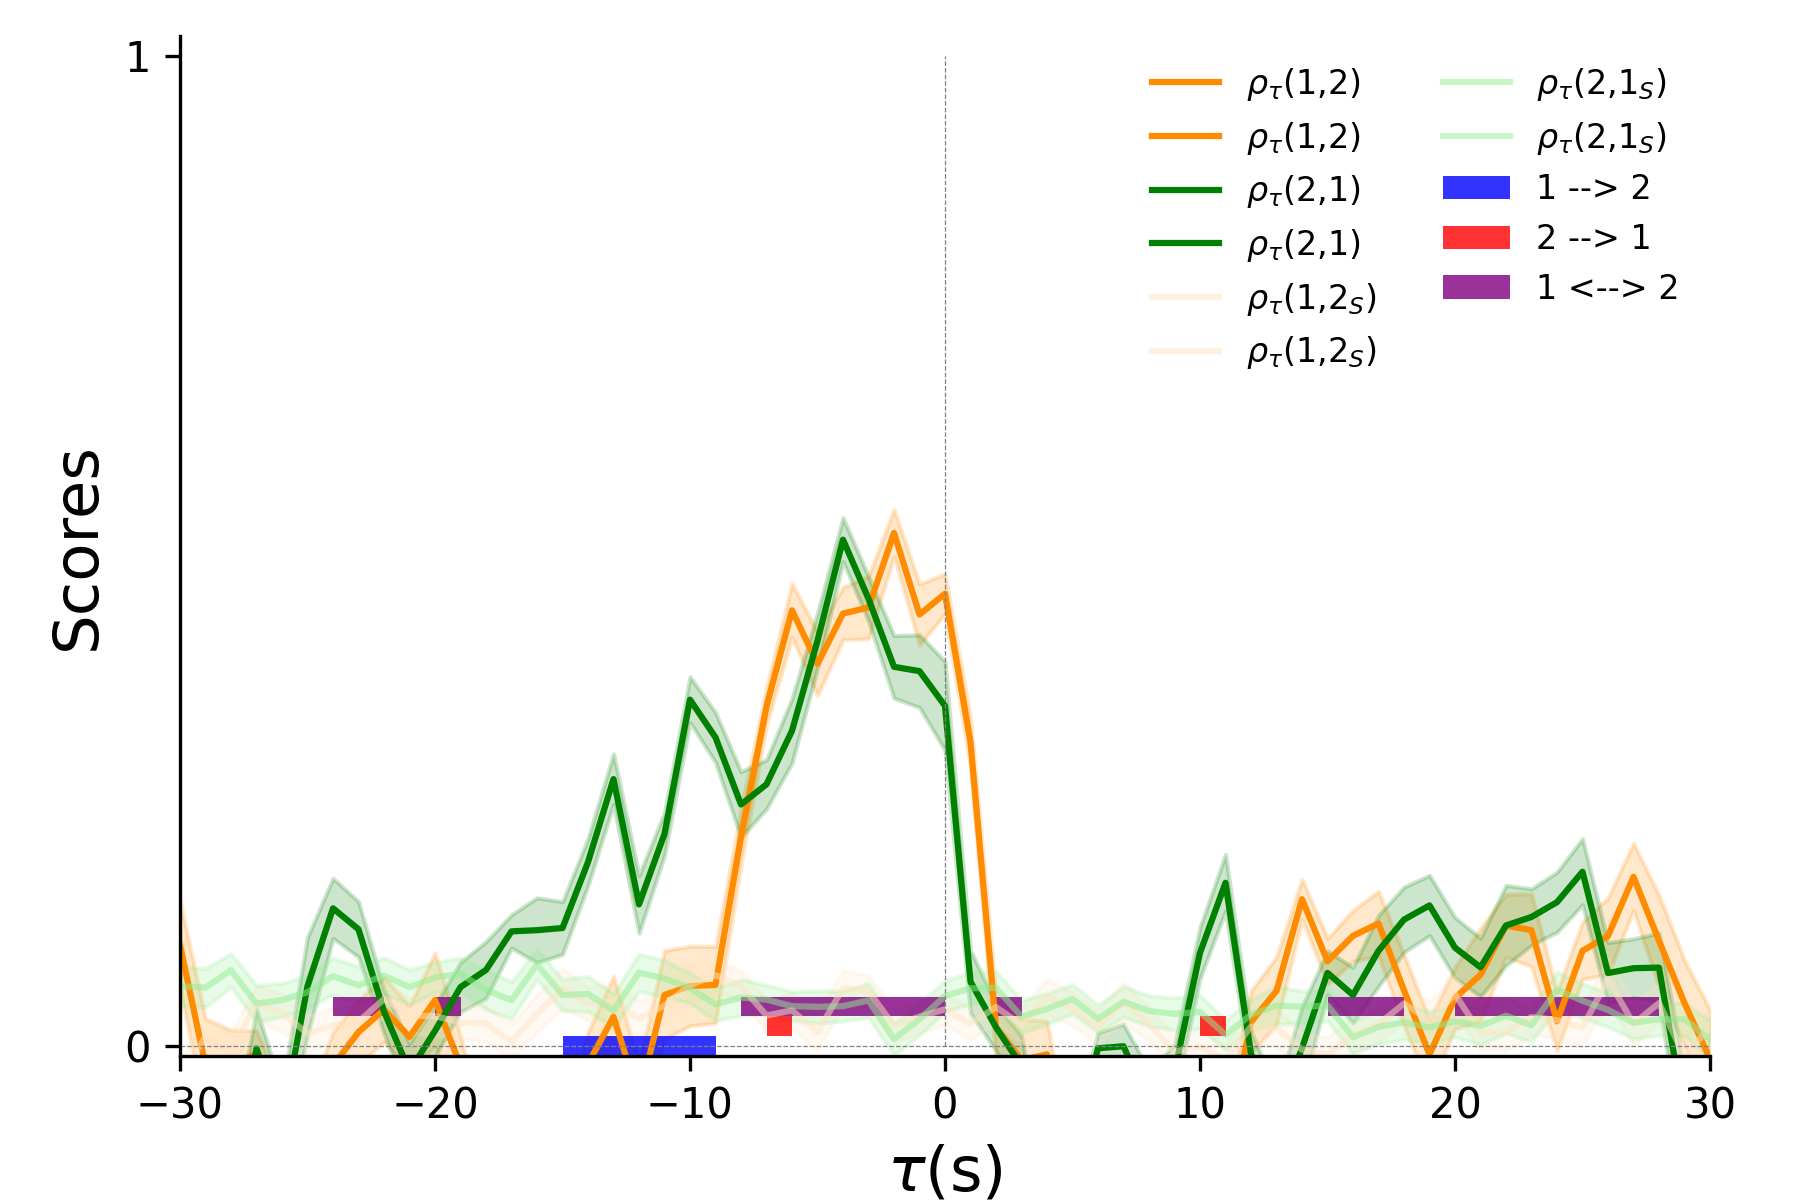 1
0
Scores
−30 −20 −10 0 10 20 30
τ(s)
ρτ(1,2)
ρτ(1,2)
ρτ(2,1)
ρτ(2,1)
ρτ(1,2S)
ρτ(1,2S)
ρτ(2,1S)
ρτ(2,1S)
1 --> 2
2 --> 1
1 <--> 2